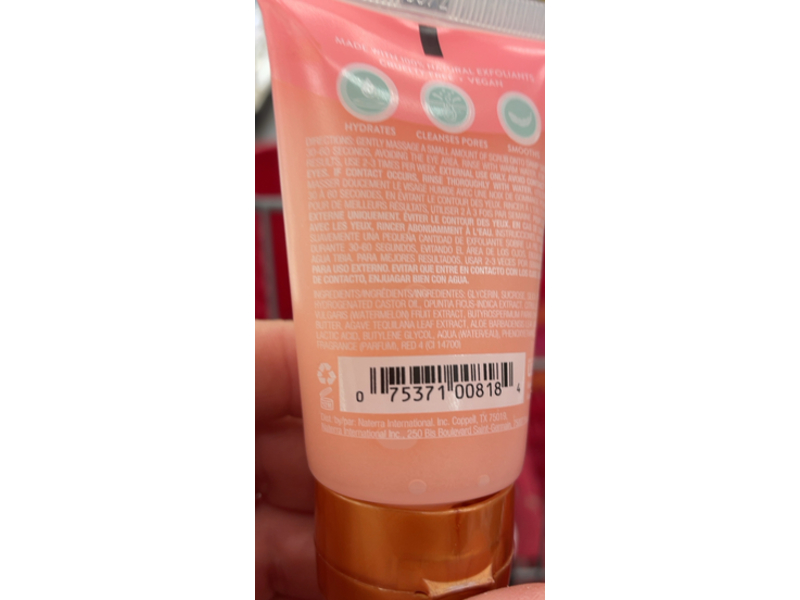 MADE WITH 100% NATURAL EXFOLIANTS
CRUELTY FREE • VEGAN
HYDRATES
CLEANSES PORES
SMOOTHS
DIRECTIONS: GENTLY MASSAGE A SMALL AMOUNT OF SCRUB ONTO
30-60 SECONDS, AVOIDING THE EYE AREA. RINSE WITH WARM WATER.
RESULTS, USE 2-3 TIMES PER WEEK. EXTERNAL USE ONLY. AVOID
EYES. IF CONTACT OCCURS, RINSE THOROUGHLY WITH WATER.
MASSER DOUCEMENT LE VISAGE HUMIDE AVEC UNE NOIX DE
30 À 60 SECONDS, EN ÉVITANT LE CONTOUR DES YEUX. RINCER
POUR DE MEILLEURS RÉSULTATS, UTILISER 2 À 3 FOIS PAR SEMAINE.
EXTERNE UNIQUEMENT. ÉVITER LE CONTOUR DES YEUX. EN CAS
AVEC LES YEUX, RINCER ABONDAMMENT À L'EAU.
SUAVEMENTE UNA PEQUEÑA CANTIDAD DE EXFOLIANTE SOBRE LA
DURANTE 30-60 SEGUNDOS, EVITANDO EL ÁREA DE LOS OJOS.
AGUA TIBIA. PARA MEJORES RESULTADOS, USAR 2-3 VECES POR
PARA USO EXTERNO. EVITAR QUE ENTRE EN CONTACTO CON LOS
DE CONTACTO, ENJUAGAR BIEN CON AGUA.
INGREDIENTS/INGRÉDIENTS/INGREDIENTES: GLYCERIN, SUCROSE,
HYDROGENATED CASTOR OIL, OPUNTIA FICUS-INDICA EXTRACT,
VULGARIS (WATERMELON) FRUIT EXTRACT, BUTYROSPERMUM
BUTTER, AGAVE TEQUILANA LEAF EXTRACT, ALOE BARBADENSIS
LACTIC ACID, BUTYLENE GLYCOL, AQUA (WATER/EAU),
FRAGRANCE (PARFUM), RED 4 (CI 14700)
0 75371 00818 4
Dist. by/par: Naterra International, Inc. Coppell, TX 75019,
Naterra International Inc., 250 Bis Boulevard Saint-Germain,